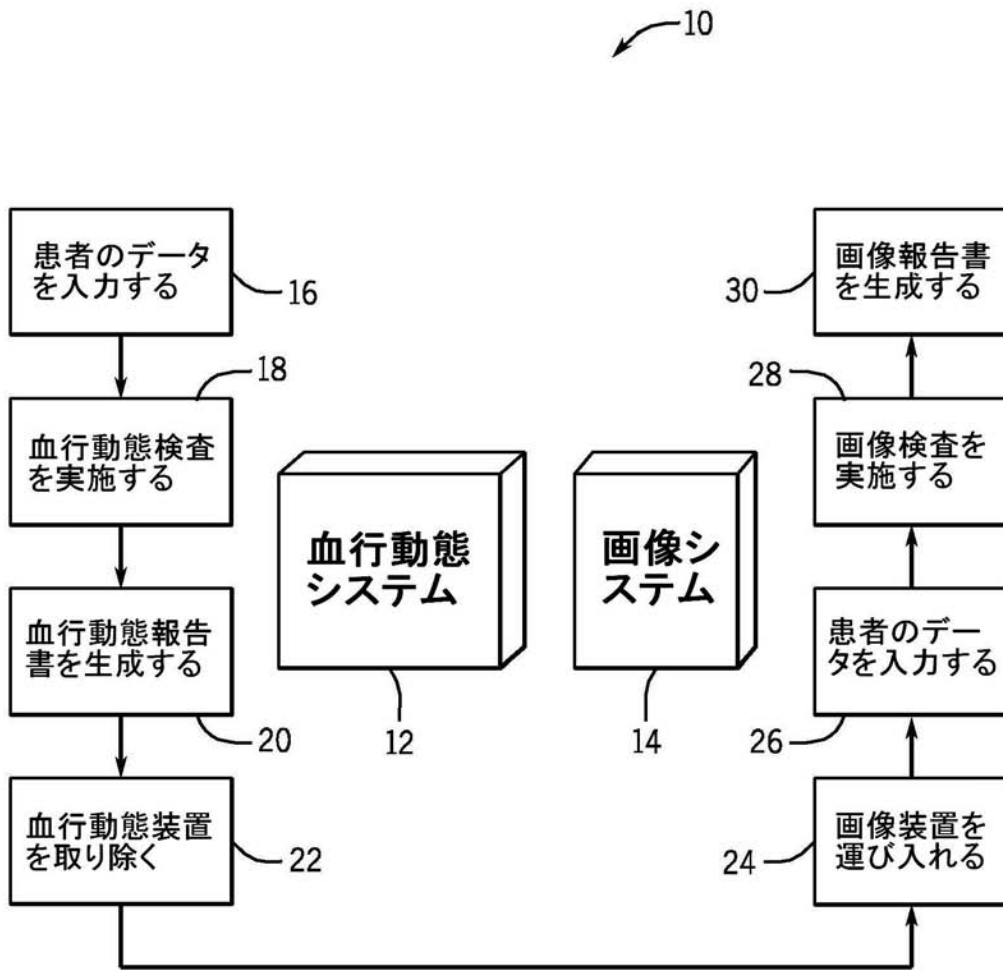 10
患者のデータ
を入力する
16
18
血行動態検査
を実施する
血行動態報告
書を生成する
20
血行動態装置
を取り除く
22
血行動態
システム
12
画像シ
ステム
14
画像報告書
を生成する
30
28
画像検査を
実施する
患者のデー
タを入力する
26
画像装置を
運び入れる
24